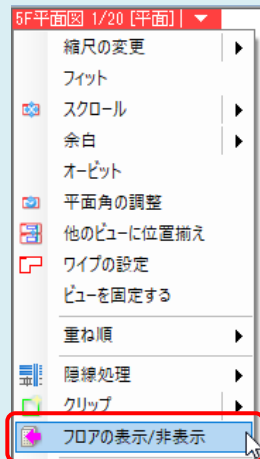 5F平面図 1/20 [平面]
縮尺の変更
フィット
スクロール
余白
オービット
平面角の調整
他のビューに位置揃え
ワイプの設定
ビューを固定する
重ね順
隠線処理
クリップ
フロアの表示/非表示